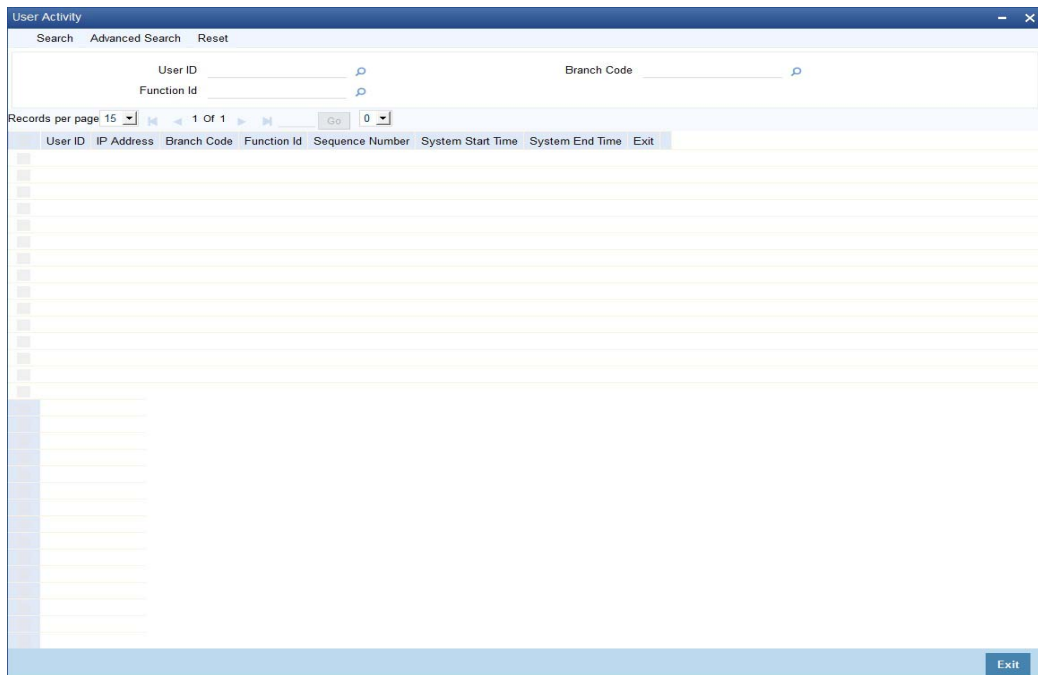 User Activity
Search Advanced Search Reset
User ID Branch Code
Function Id
Records per page 15 1 Of 1 Go 0
User ID IP Address Branch Code Function Id Sequence Number System Start Time System End Time Exit
Exit